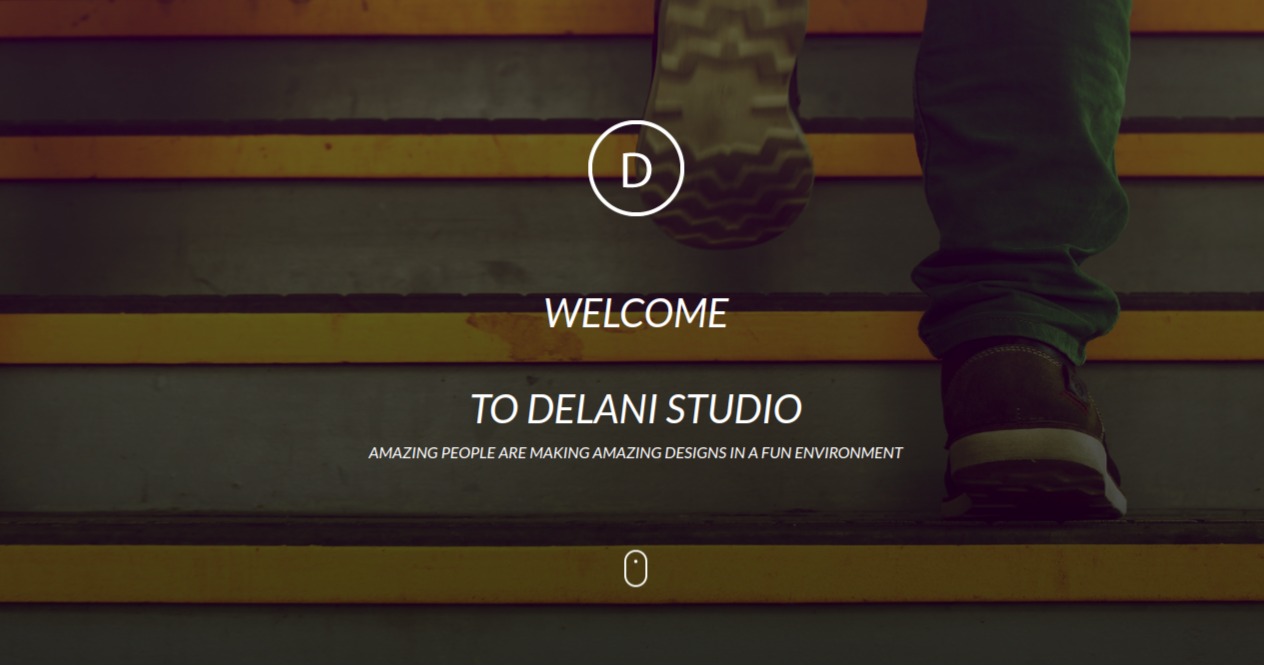 D
WELCOME
TO DELANI STUDIO
AMAZING PEOPLE ARE MAKING AMAZING DESIGNS IN A FUN ENVIRONMENT